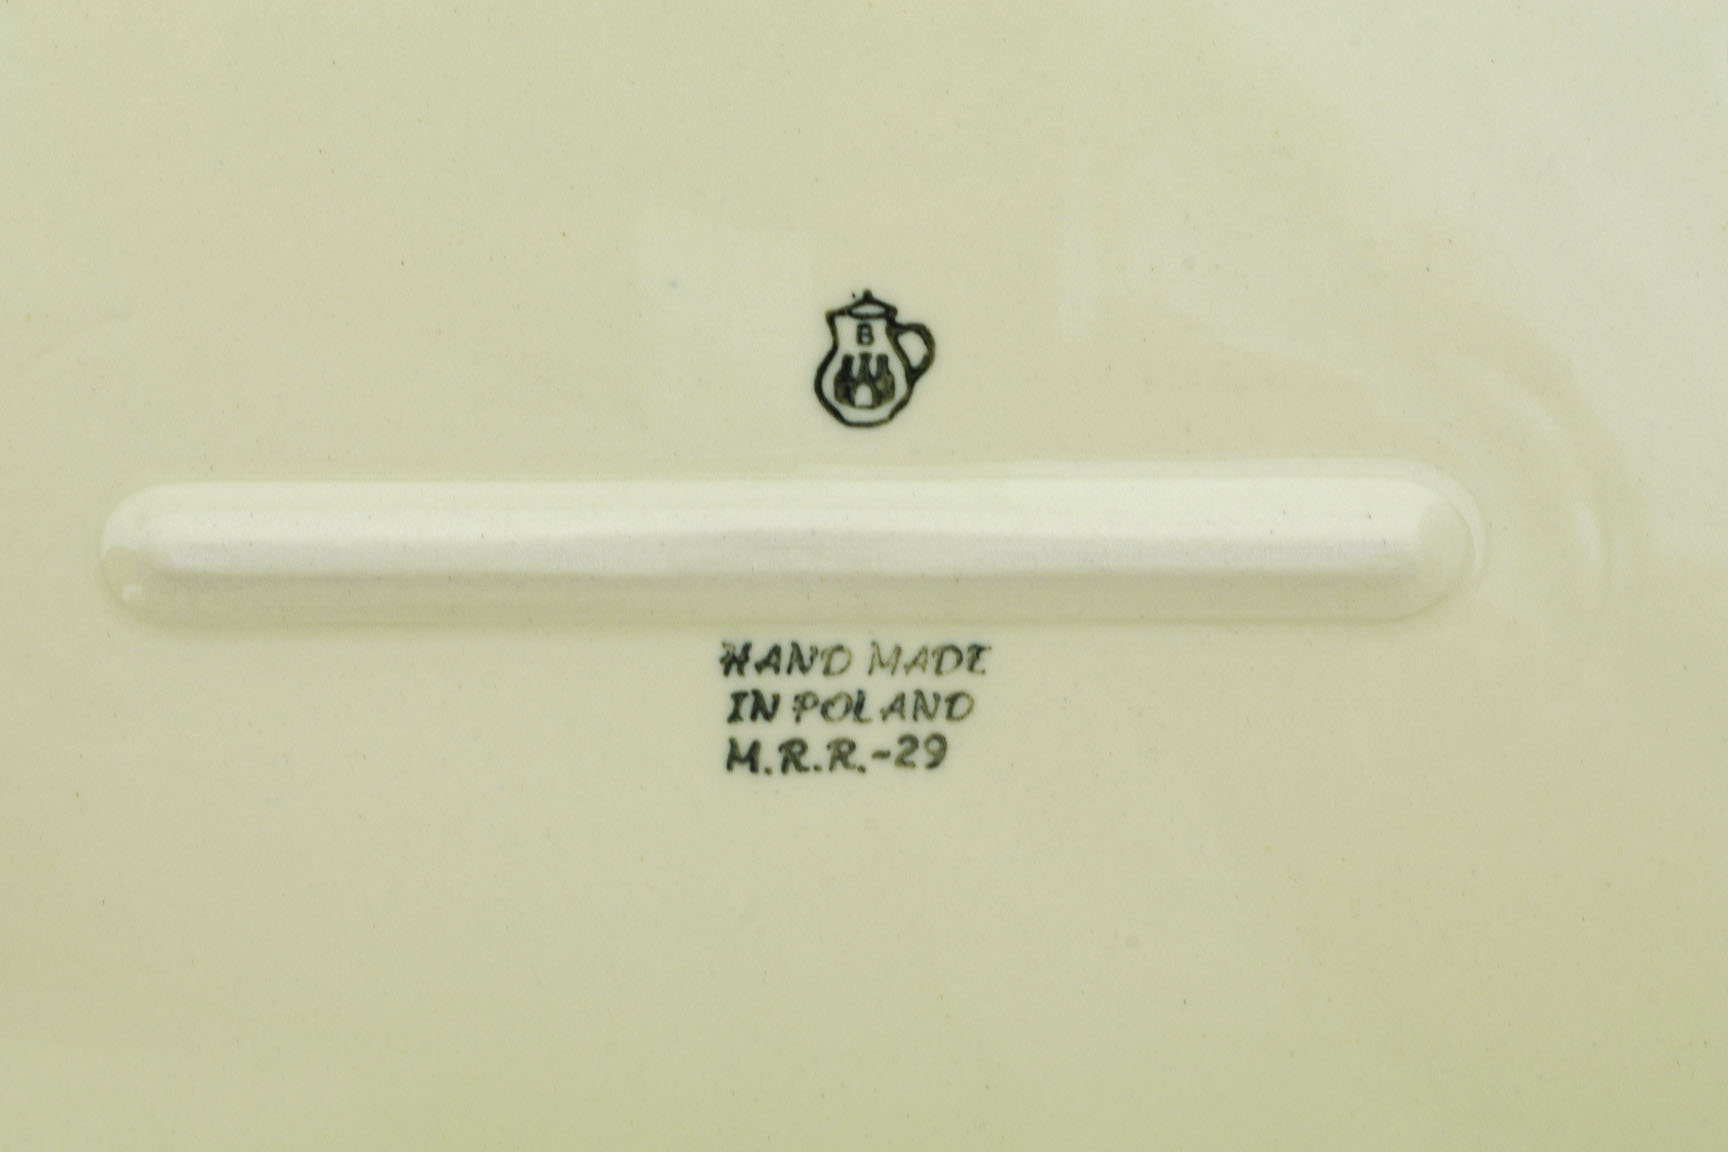 B
HAND MADE
IN POLAND
M.R.R.-29